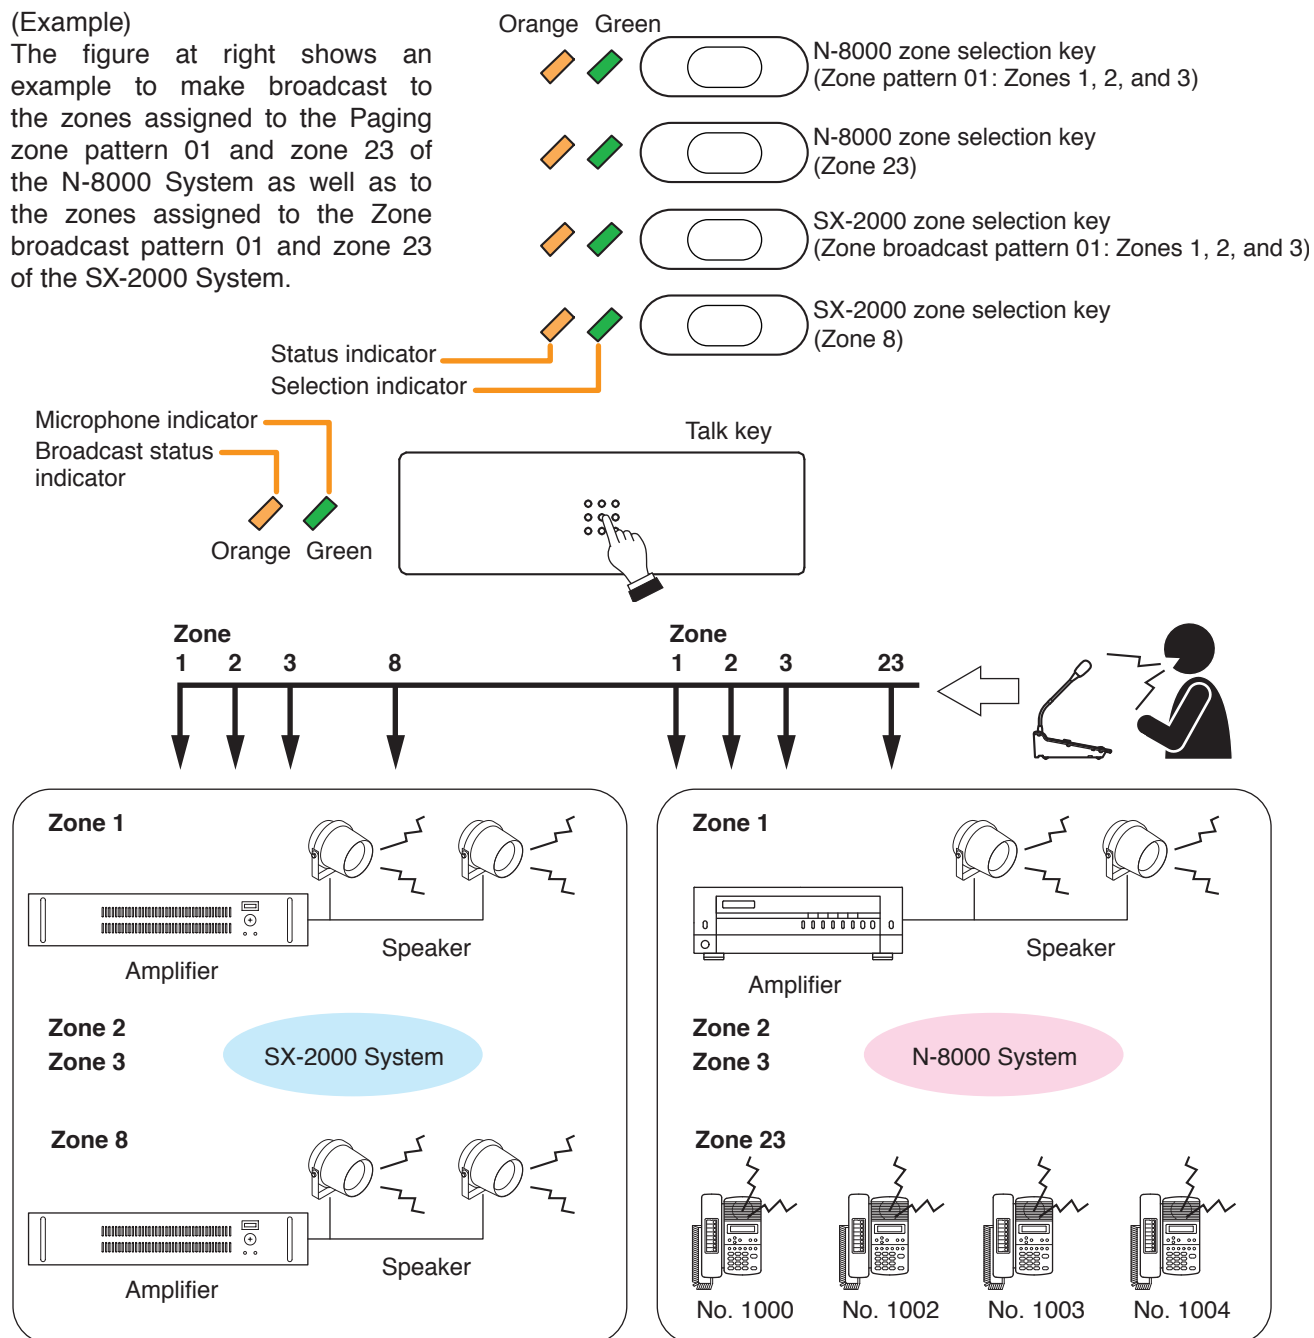 (Example)
The figure at right shows an
example to make broadcast to
the zones assigned to the Paging
zone pattern 01 and zone 23 of
the N-8000 System as well as to
the zones assigned to the Zone
broadcast pattern 01 and zone 23
of the SX-2000 System.
Orange Green
N-8000 zone selection key
(Zone pattern 01: Zones 1, 2, and 3)
N-8000 zone selection key
(Zone 23)
SX-2000 zone selection key
(Zone broadcast pattern 01: Zones 1, 2, and 3)
SX-2000 zone selection key
(Zone 8)
Status indicator
Selection indicator
Microphone indicator
Broadcast status
indicator
Orange Green
Talk key
Zone
1 2 3 8
Zone
1 2 3 23
Zone 1
Amplifier
Speaker
Zone 2
Zone 3
SX-2000 System
Zone 8
Amplifier
Speaker
Zone 1
Amplifier
Speaker
Zone 2
Zone 3
N-8000 System
Zone 23
No. 1000 No. 1002 No. 1003 No. 1004